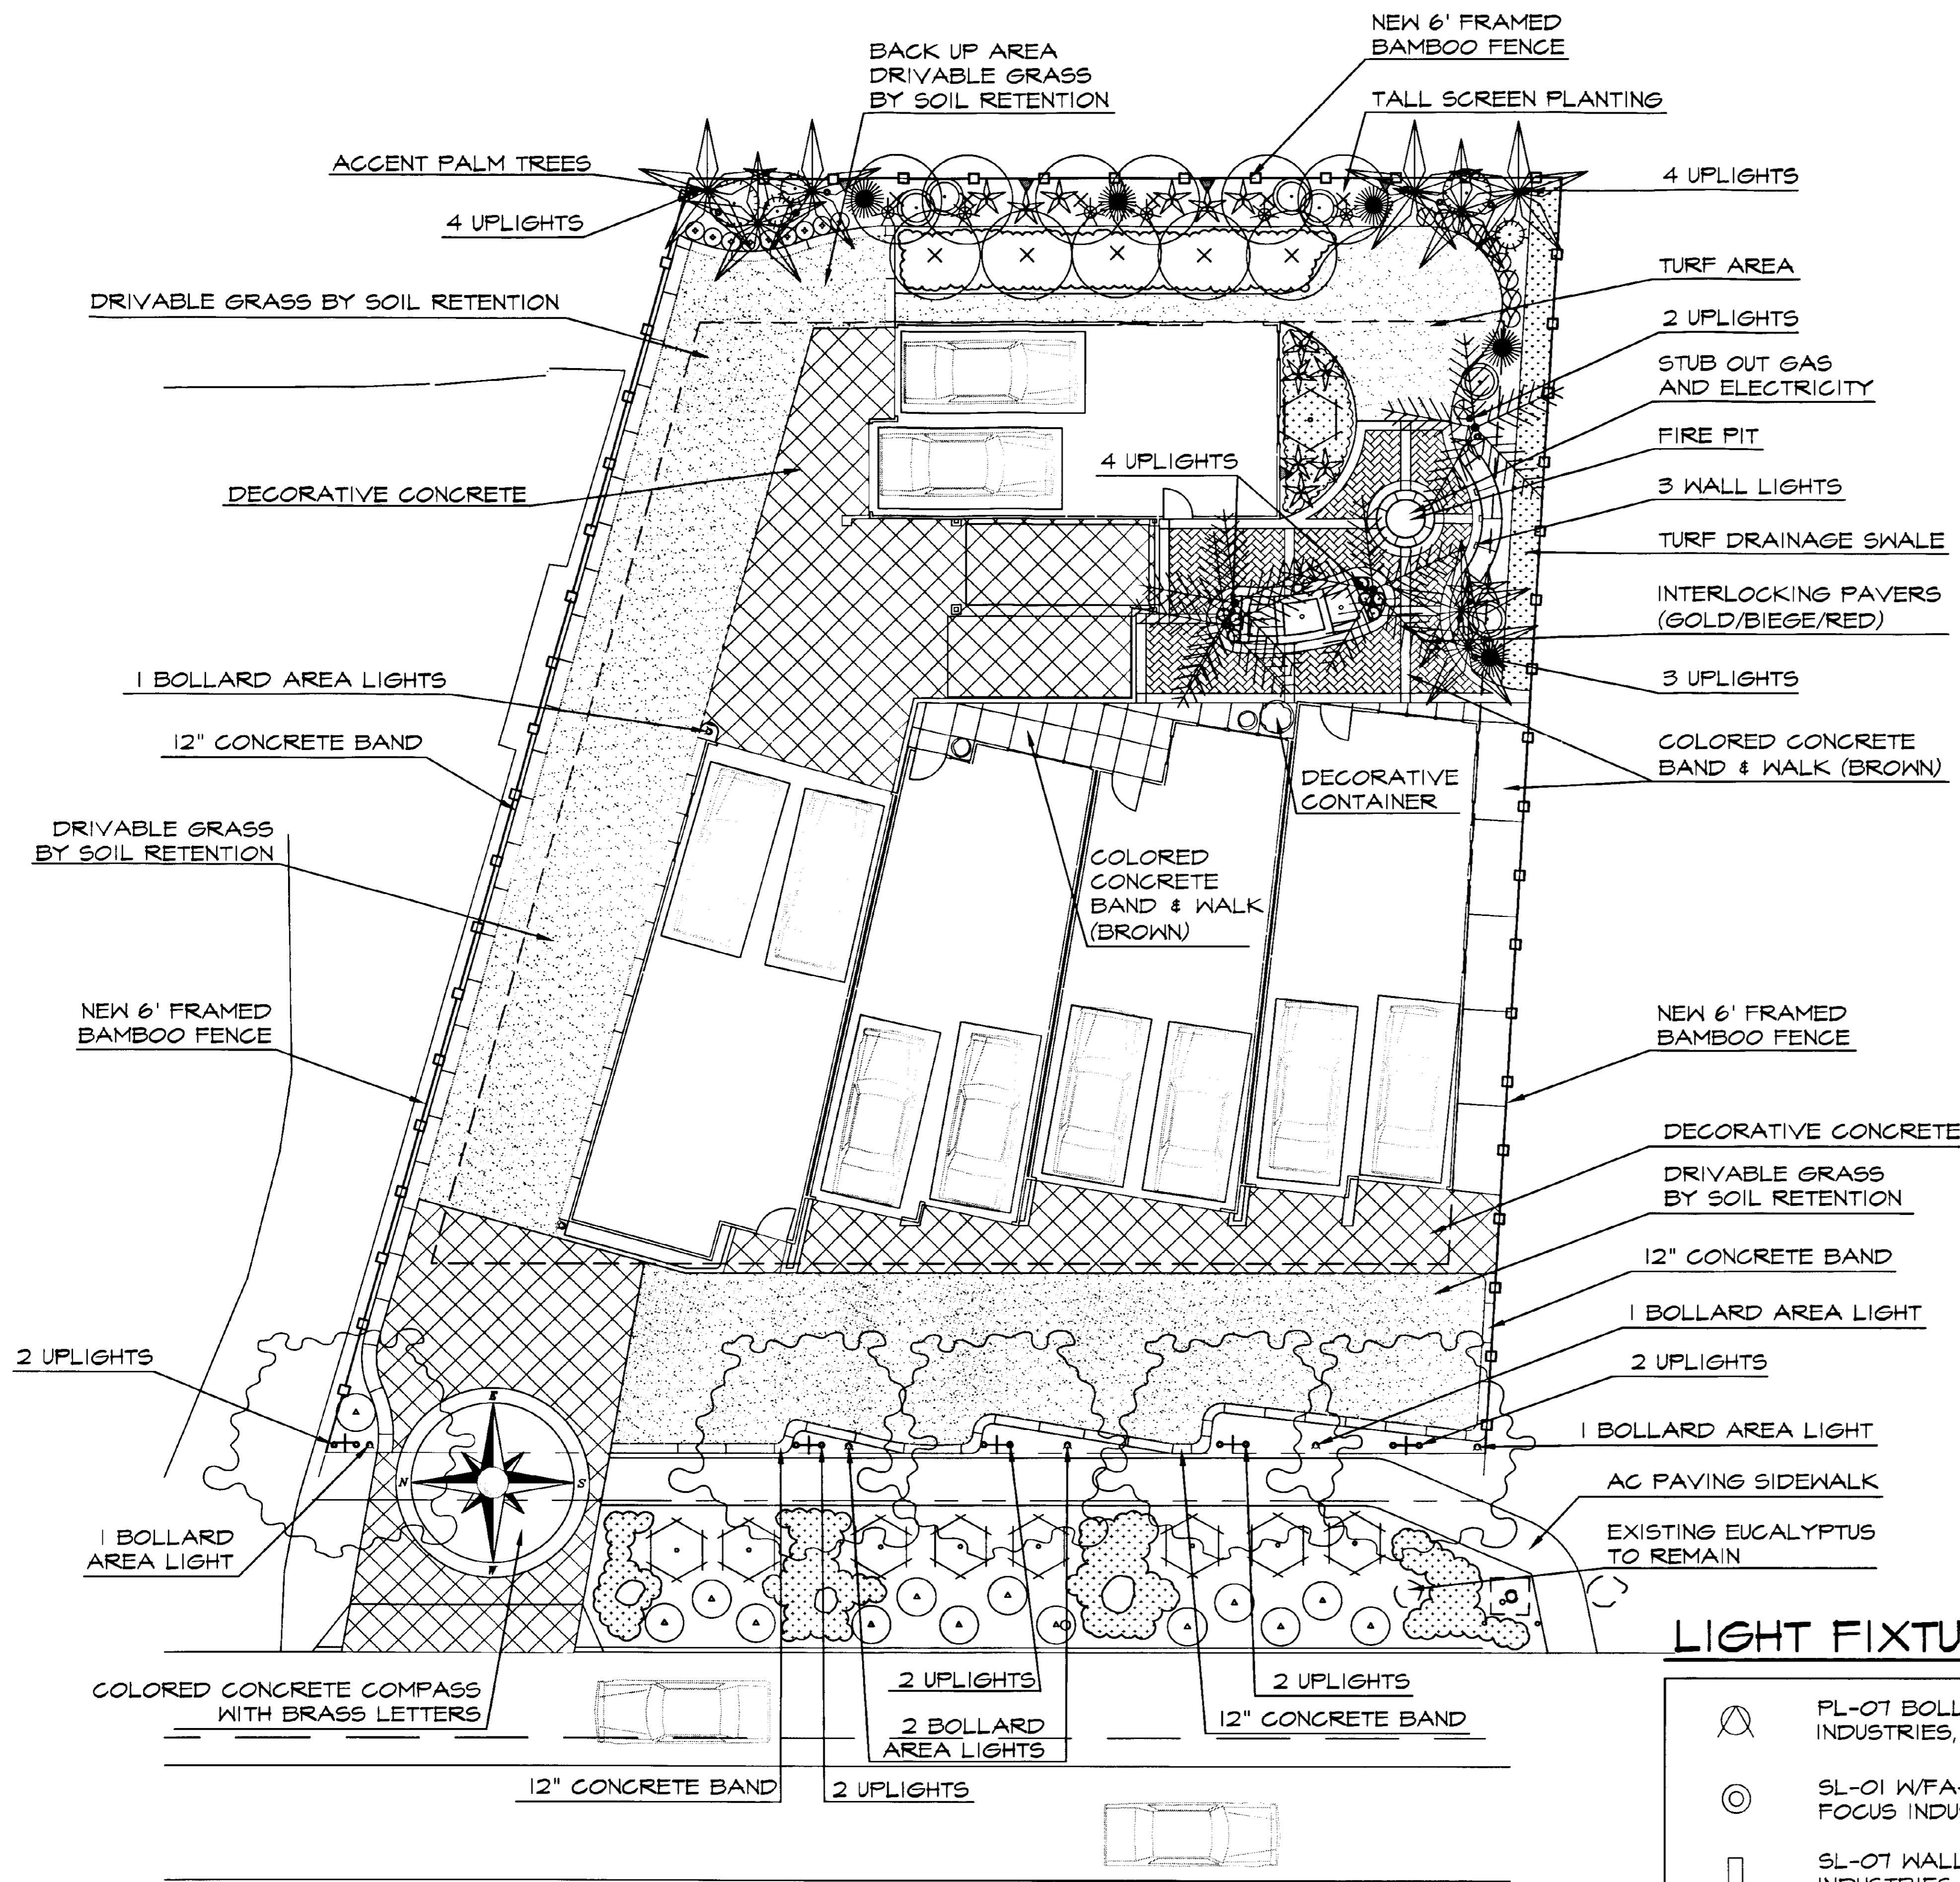 NEW 6' FRAMED
BAMBOO FENCE
BACK UP AREA
DRIVABLE GRASS
BY SOIL RETENTION
TALL SCREEN PLANTING
ACCENT PALM TREES
4 UPLIGHTS
4 UPLIGHTS
TURF AREA
DRIVABLE GRASS BY SOIL RETENTION
2 UPLIGHTS
STUB OUT GAS
AND ELECTRICITY
FIRE PIT
4 UPLIGHTS
DECORATIVE CONCRETE
3 WALL LIGHTS
TURF DRAINAGE SWALE
INTERLOCKING PAVERS
(GOLD/BIEGE/RED)
1 BOLLARD AREA LIGHTS
3 UPLIGHTS
12" CONCRETE BAND
COLORED CONCRETE
BAND & WALK (BROWN)
DECORATIVE
CONTAINER
DRIVABLE GRASS
BY SOIL RETENTION
COLORED
CONCRETE
BAND & WALK
(BROWN)
NEW 6' FRAMED
BAMBOO FENCE
NEW 6' FRAMED
BAMBOO FENCE
DECORATIVE CONCRETE
DRIVABLE GRASS
BY SOIL RETENTION
12" CONCRETE BAND
1 BOLLARD AREA LIGHT
2 UPLIGHTS
2 UPLIGHTS
E
N
S
W
1 BOLLARD AREA LIGHT
AC PAVING SIDEWALK
1 BOLLARD
AREA LIGHT
EXISTING EUCALYPTUS
TO REMAIN
COLORED CONCRETE COMPASS
WITH BRASS LETTERS
2 UPLIGHTS
2 UPLIGHTS
2 BOLLARD
AREA LIGHTS
12" CONCRETE BAND
12" CONCRETE BAND
2 UPLIGHTS
LIGHT FIXTU
PL-07 BOLL
INDUSTRIES,
SL-01 W/FA-
FOCUS INDU
SL-07 WALL